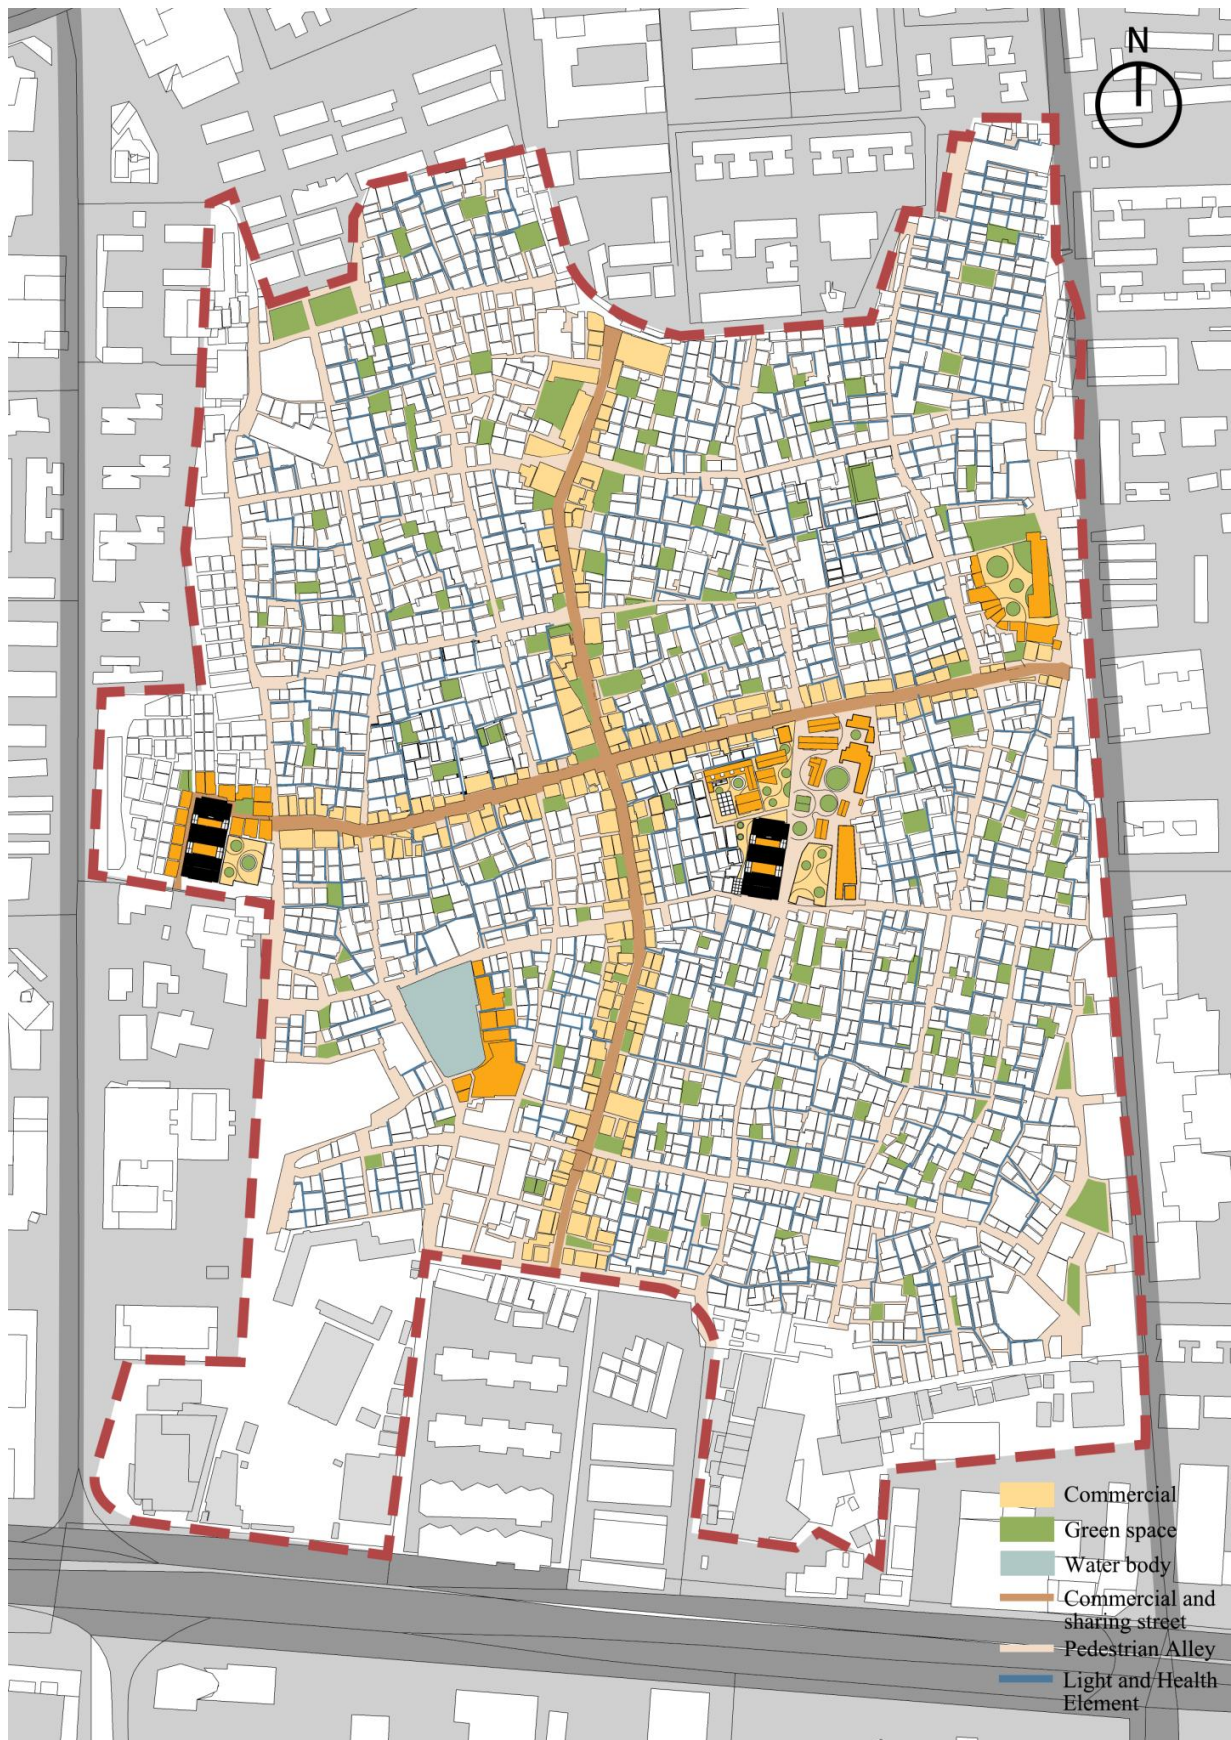 N
Commercial
Green space
Water body
Commercial and
sharing street
Pedestrian Alley
Light and Health
Element